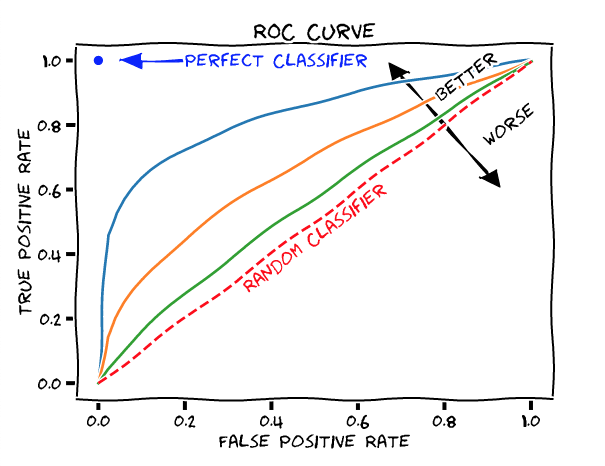 ROC CURVE
PERFECT CLASSIFIER
BETTER
WORSE
RANDOM CLASSIFIER
TRUE POSITIVE RATE
1.0
0.8
0.6
0.4
0.2
0.0
0.0 0.2 0.4 0.6 0.8 1.0
FALSE POSITIVE RATE